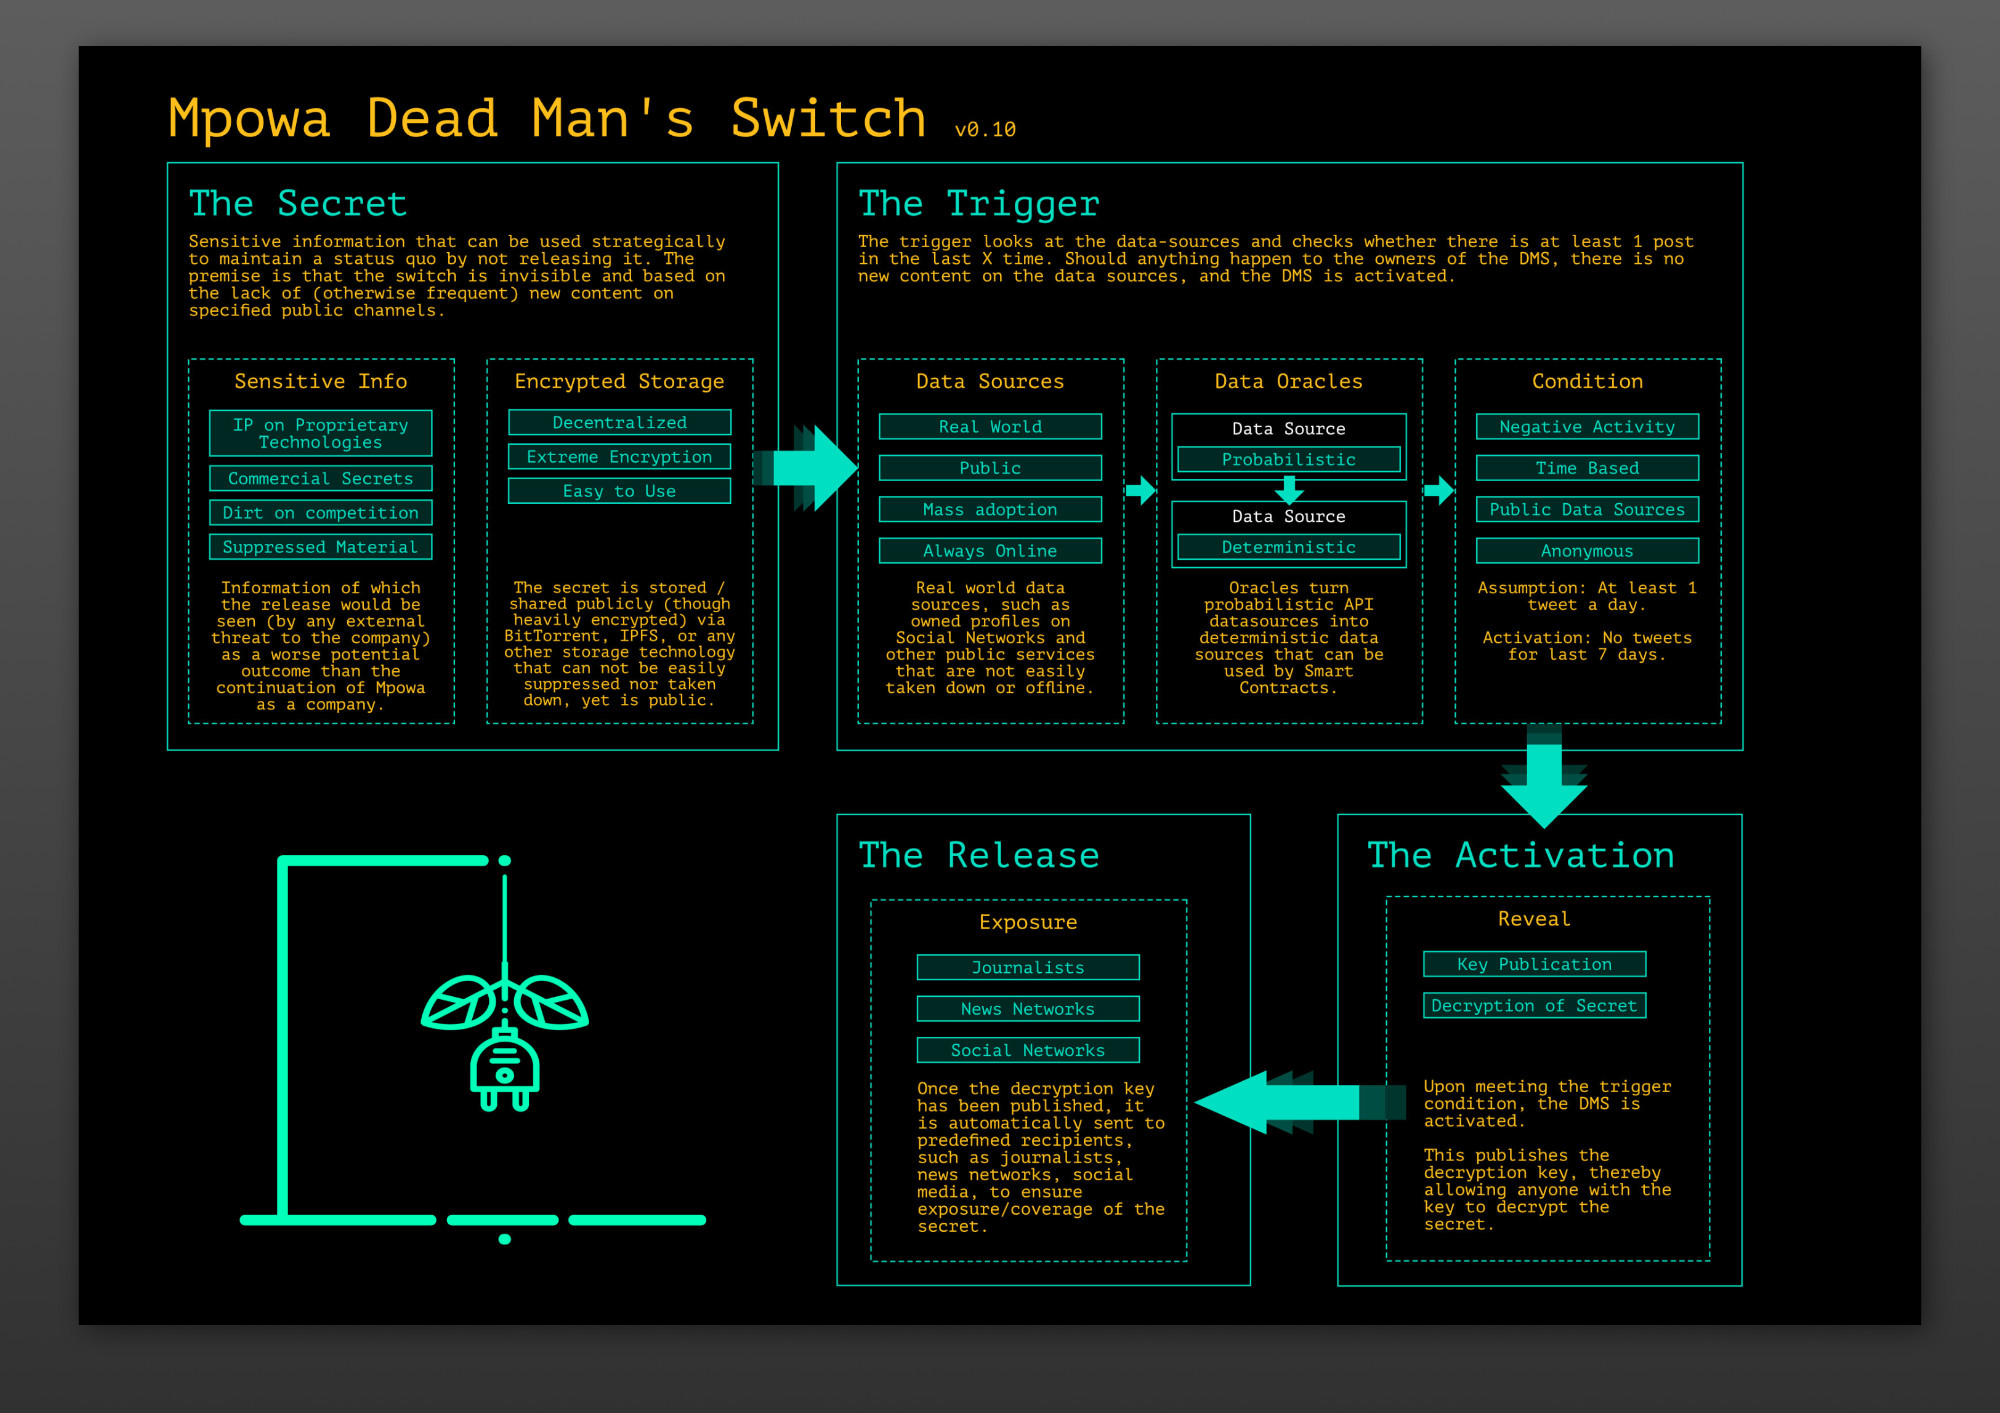 Mpowa Dead Man's Switch v0.10
The Secret
Sensitive information that can be used strategically
to maintain a status quo by not releasing it. The
premise is that the switch is invisible and based on
the lack of (otherwise frequent) new content on
specified public channels.
Sensitive Info
IP on Proprietary
Technologies
Commercial Secrets
Dirt on competition
Suppressed Material
Information of which
the release would be
seen (by any external
threat to the company)
as a worse potential
outcome than the
continuation of Mpowa
as a company.
Encrypted Storage
Decentralized
Extreme Encryption
Easy to Use
The secret is stored /
shared publicly (though
heavily encrypted) via
BitTorrent, IPFS, or any
other storage technology
that can not be easily
suppressed nor taken
down, yet is public.
The Trigger
The trigger looks at the data-sources and checks whether there is at least 1 post
in the last X time. Should anything happen to the owners of the DMS, there is no
new content on the data sources, and the DMS is activated.
Data Sources
Real World
Public
Mass adoption
Always Online
Real world data
sources, such as
owned profiles on
Social Networks and
other public services
that are not easily
taken down or offline.
Data Oracles
Data Source
Probabilistic
Data Source
Deterministic
Oracles turn
probabilistic API
datasources into
deterministic data
sources that can be
used by Smart
Contracts.
Condition
Negative Activity
Time Based
Public Data Sources
Anonymous
Assumption: At least 1
tweet a day.
Activation: No tweets
for last 7 days.
The Activation
Reveal
Key Publication
Decryption of Secret
Upon meeting the trigger
condition, the DMS is
activated.
This publishes the
decryption key, thereby
allowing anyone with the
key to decrypt the
secret.
The Release
Exposure
Journalists
News Networks
Social Networks
Once the decryption key
has been published, it
is automatically sent to
predefined recipients,
such as journalists,
news networks, social
media, to ensure
exposure/coverage of the
secret.